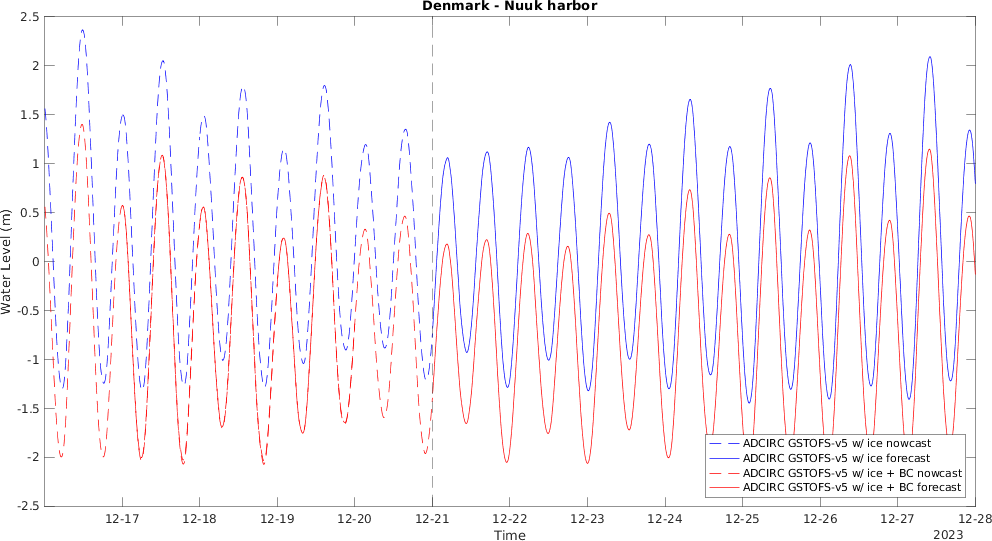 Denmark - Nuuk harbor
Water Level (m)
2.5
2
1.5
1
0.5
0
-0.5
-1
-1.5
-2
-2.5
ADCIRC GSTOFS-v5 w/ ice nowcast
ADCIRC GSTOFS-v5 w/ ice forecast
ADCIRC GSTOFS-v5 w/ ice + BC nowcast
ADCIRC GSTOFS-v5 w/ ice + BC forecast
12-17 12-18 12-19 12-20 12-21 12-22 12-23 12-24 12-25 12-26 12-27 12-28
Time
2023